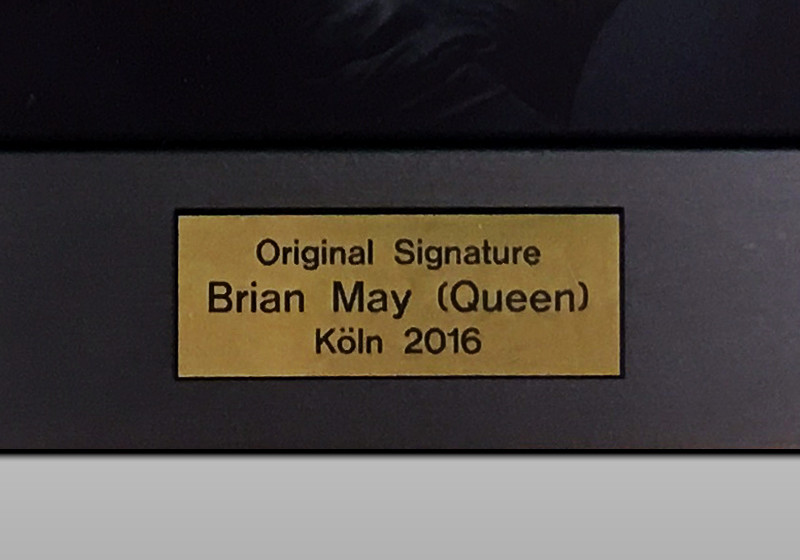 Original Signature
Brian May (Queen)
Köln 2016